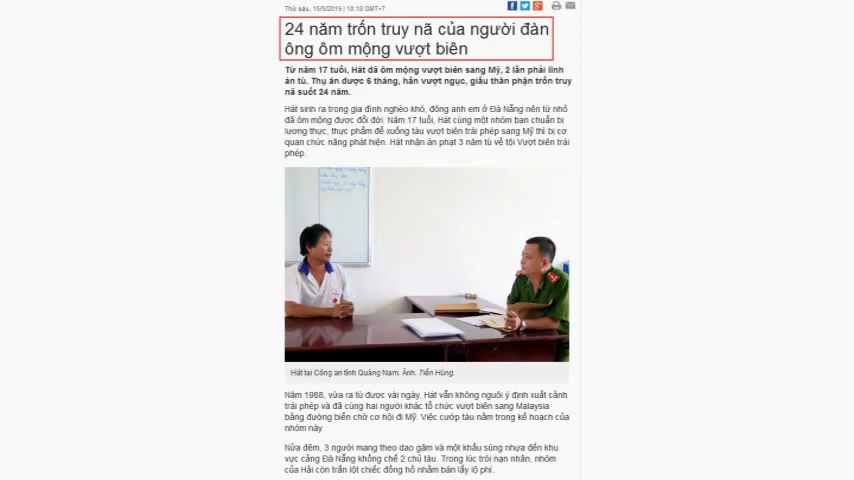 Thứ sáu, 15/5/2015 | 10:18 GMT+7
24 năm trốn truy nã của người đàn
ông ôm mộng vượt biên
Từ năm 17 tuổi, Hát đã ôm mộng vượt biên sang Mỹ, 2 lần phải lĩnh
án tù. Thụ án được 6 tháng, hắn vượt ngục, giấu thân phận trốn truy
nã suốt 24 năm.
Hát sinh ra trong gia đình nghèo khó, đông anh em ở Đà Nẵng nên từ nhỏ
đã ôm mộng được đổi đời. Năm 17 tuổi, Hát cùng một nhóm bạn chuẩn bị
lương thực, thực phẩm để xuống tàu vượt biên trái phép sang Mỹ thì bị cơ
quan chức năng phát hiện. Hát nhận án phạt 3 năm tù về tội Vượt biên trái
phép.
Hát tại Công an tỉnh Quảng Nam. Ảnh. Tiến Hùng.
Năm 1988, vừa ra tù được vài ngày, Hát vẫn không nguôi ý định xuất cảnh
trái phép và đã cùng hai người khác tổ chức vượt biên sang Malaysia
bằng đường biển chờ cơ hội đi Mỹ. Việc cướp tàu nằm trong kế hoạch của
nhóm này.
Nửa đêm, 3 người mang theo dao găm và một khẩu súng nhựa đến khu
vực cảng Đà Nẵng khống chế 2 chủ tàu. Trong lúc trói nạn nhân, nhóm
của Hải còn trấn lột chiếc đồng hồ nhằm bán lấy lộ phí.